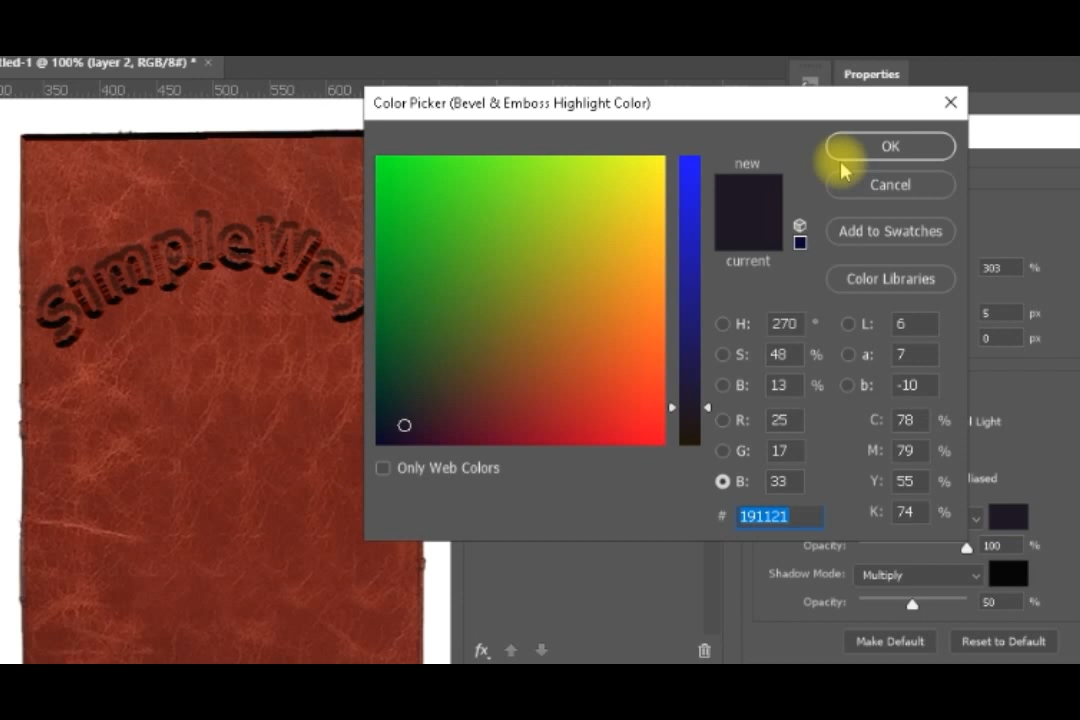 tled-1 @ 100% (layer 2, RGB/8#) * ×
Properties
350 400 450 500 550 600
Color Picker (Bevel & Emboss Highlight Color)
new
current
OK
Cancel
Add to Swatches
Color Libraries
H: 270 °
S: 48 %
B: 13 %
R: 25
G: 17
B: 33
# 191121
L: 6
a: 7
b: -10
C: 78 %
M: 79 %
Y: 55 %
K: 74 %
Only Web Colors
SimpleWay
303 %
5 px
0 px
l Light
liased
Opacity: 100 %
Shadow Mode: Multiply
Opacity: 50 %
fx
Make Default
Reset to Default